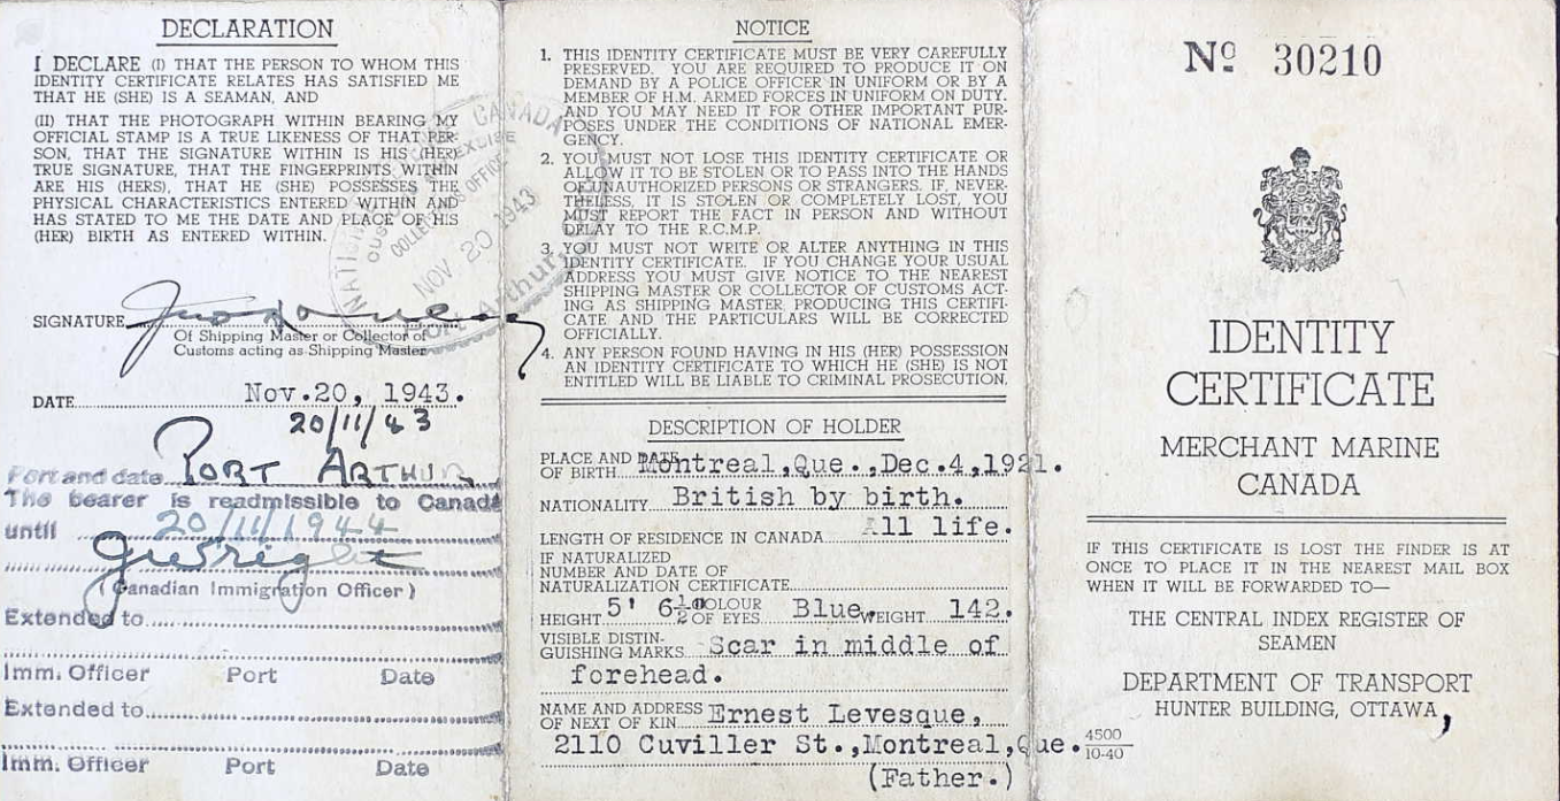 DECLARATION
I DECLARE (I) THAT THE PERSON TO WHOM THIS
IDENTITY CERTIFICATE RELATES HAS SATISFIED ME
THAT HE (SHE) IS A SEAMAN, AND
(II) THAT THE PHOTOGRAPH WITHIN BEARING MY
OFFICIAL STAMP IS A TRUE LIKENESS OF THAT PER-
SON, THAT THE SIGNATURE WITHIN IS HIS (HER)
TRUE SIGNATURE, THAT THE FINGERPRINTS WITHIN
ARE HIS (HERS), THAT HE (SHE) POSSESSES THE
PHYSICAL CHARACTERISTICS ENTERED WITHIN AND
HAS STATED TO ME THE DATE AND PLACE OF HIS
(HER) BIRTH AS ENTERED WITHIN.
CANADA
CUSTOMS & EXCISE
COLLECTOR'S OFFICE
NOV 20 1943
Port Arthur
SIGNATURE
Of Shipping Master or Collector of
Customs acting as Shipping Master
DATE Nov.20, 1943.
20/11/43
Port and date PORT ARTHUR
The bearer is readmissible to Canada
until 20/11/1944
(Canadian Immigration Officer)
Extended to
Imm. Officer Port Date
Extended to
Imm. Officer Port Date
NOTICE
1. THIS IDENTITY CERTIFICATE MUST BE VERY CAREFULLY
PRESERVED. YOU ARE REQUIRED TO PRODUCE IT ON
DEMAND BY A POLICE OFFICER IN UNIFORM OR BY A
MEMBER OF H.M. ARMED FORCES IN UNIFORM ON DUTY.
AND YOU MAY NEED IT FOR OTHER IMPORTANT PUR-
POSES UNDER THE CONDITIONS OF NATIONAL EMER-
GENCY.
2. YOU MUST NOT LOSE THIS IDENTITY CERTIFICATE OR
ALLOW IT TO BE STOLEN OR TO PASS INTO THE HANDS
OF UNAUTHORIZED PERSONS OR STRANGERS. IF, NEVER-
THELESS, IT IS STOLEN OR COMPLETELY LOST, YOU
MUST REPORT THE FACT IN PERSON AND WITHOUT
DELAY TO THE R.C.M.P.
3. YOU MUST NOT WRITE OR ALTER ANYTHING IN THIS
IDENTITY CERTIFICATE. IF YOU CHANGE YOUR USUAL
ADDRESS YOU MUST GIVE NOTICE TO THE NEAREST
SHIPPING MASTER OR COLLECTOR OF CUSTOMS ACT-
ING AS SHIPPING MASTER, PRODUCING THIS CERTIFI-
CATE AND THE PARTICULARS WILL BE CORRECTED
OFFICIALLY.
4. ANY PERSON FOUND HAVING IN HIS (HER) POSSESSION
AN IDENTITY CERTIFICATE TO WHICH HE (SHE) IS NOT
ENTITLED WILL BE LIABLE TO CRIMINAL PROSECUTION.
DESCRIPTION OF HOLDER
PLACE AND DATE
OF BIRTH Montreal,Que.,Dec.4,1921.
NATIONALITY British by birth.
LENGTH OF RESIDENCE IN CANADA All life.
IF NATURALIZED
NUMBER AND DATE OF
NATURALIZATION CERTIFICATE
HEIGHT 5' 6½" COLOUR OF EYES Blue. WEIGHT 142.
VISIBLE DISTIN-
GUISHING MARKS Scar in middle of
forehead.
NAME AND ADDRESS
OF NEXT OF KIN Ernest Levesque,
2110 Cuviller St.,Montreal,Que.
(Father.)
Nº 30210
IDENTITY
CERTIFICATE
MERCHANT MARINE
CANADA
IF THIS CERTIFICATE IS LOST THE FINDER IS AT
ONCE TO PLACE IT IN THE NEAREST MAIL BOX
WHEN IT WILL BE FORWARDED TO—
THE CENTRAL INDEX REGISTER OF
SEAMEN
DEPARTMENT OF TRANSPORT
HUNTER BUILDING, OTTAWA,
4500
10-40